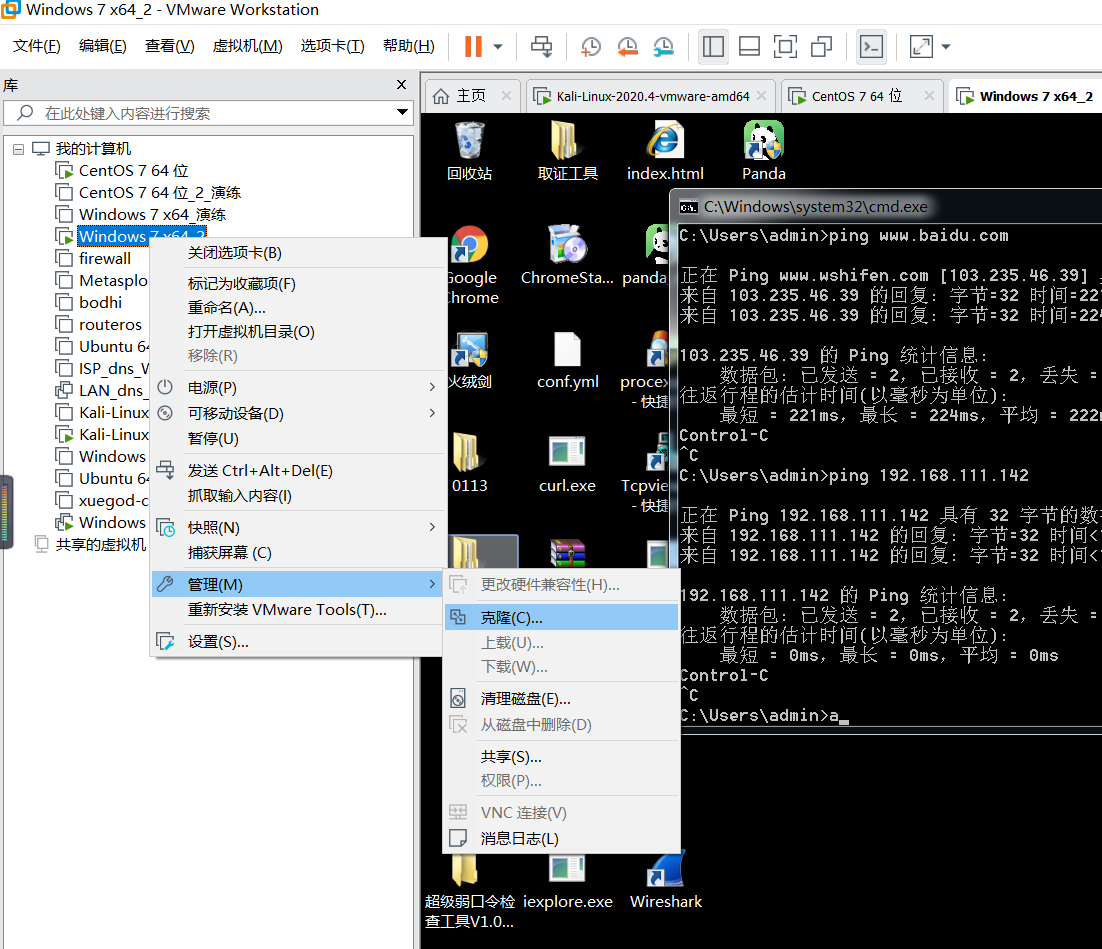 Windows 7 x64_2 - VMware Workstation
文件(F) 编辑(E) 查看(V) 虚拟机(M) 选项卡(T) 帮助(H)
库
在此处键入内容进行搜索
我的计算机
CentOS 7 64 位
CentOS 7 64 位_2_演练
Windows 7 x64_演练
Windows 7 x64_2
firewall
Metasplo
bodhi
routeros
Ubuntu 64
ISP_dns_W
LAN_dns_
Kali-Linux
Kali-Linux
Windows
Ubuntu 64
xuegod-c
Windows
共享的虚拟机
关闭选项卡(B)
标记为收藏项(F)
重命名(A)...
打开虚拟机目录(O)
移除(R)
电源(P)
可移动设备(D)
暂停(U)
发送 Ctrl+Alt+Del(E)
抓取输入内容(I)
快照(N)
捕获屏幕 (C)
管理(M)
重新安装 VMware Tools(T)...
设置(S)...
更改硬件兼容性(H)...
克隆(C)...
上载(U)...
下载(W)...
清理磁盘(E)...
从磁盘中删除(D)
共享(S)...
权限(P)...
VNC 连接(V)
消息日志(L)
主页 Kali-Linux-2020.4-vmware-amd64 CentOS 7 64 位 Windows 7 x64_2
回收站 取证工具 index.html Panda
Google Chrome
ChromeSta... panda
火绒剑 conf.yml proce
- 快捷
0113 curl.exe Tcpvie
- 快捷
超级弱口令检
查工具V1.0...
iexplore.exe Wireshark
C:\Windows\system32\cmd.exe
C:\Users\admin>ping www.baidu.com
正在 Ping www.wshifen.com [103.235.46.39]
来自 103.235.46.39 的回复: 字节=32 时间=22
来自 103.235.46.39 的回复: 字节=32 时间=224
103.235.46.39 的 Ping 统计信息:
数据包: 已发送 = 2，已接收 = 2，丢失 =
往返行程的估计时间(以毫秒为单位):
最短 = 221ms，最长 = 224ms，平均 = 222m
Control-C
^C
C:\Users\admin>ping 192.168.111.142
正在 Ping 192.168.111.142 具有 32 字节的数
来自 192.168.111.142 的回复: 字节=32 时间<
来自 192.168.111.142 的回复: 字节=32 时间<
192.168.111.142 的 Ping 统计信息:
数据包: 已发送 = 2，已接收 = 2，丢失 =
往返行程的估计时间(以毫秒为单位):
最短 = 0ms，最长 = 0ms，平均 = 0ms
Control-C
^C
C:\Users\admin>a_